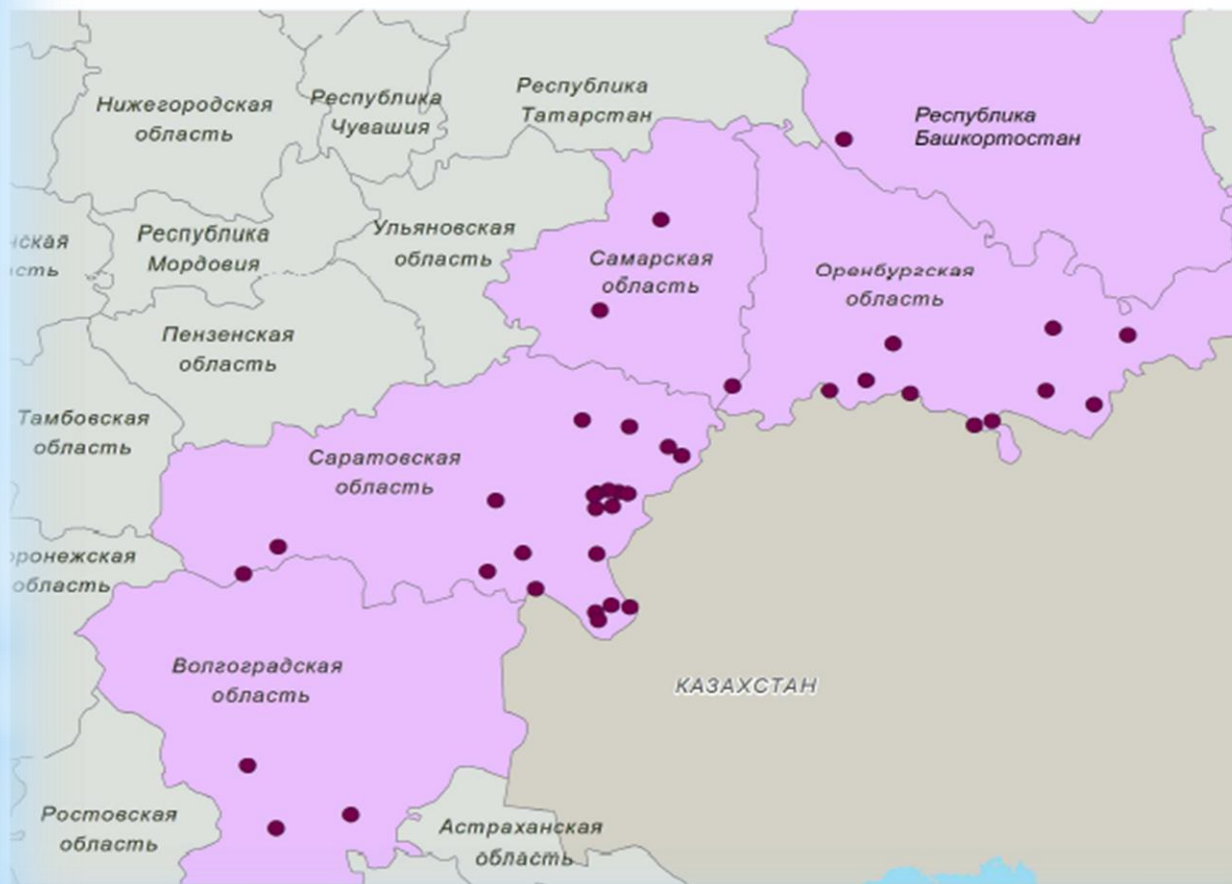 Нижегородская
область
Республика
Чувашия
Республика
Татарстан
Республика
Башкортостан
Республика
Мордовия
Ульяновская
область
Самарская
область
Оренбургская
область
Пензенская
область
Тамбовская
область
Саратовская
область
область
Волгоградская
область
КАЗАХСТАН
Ростовская
область
Астраханская
область